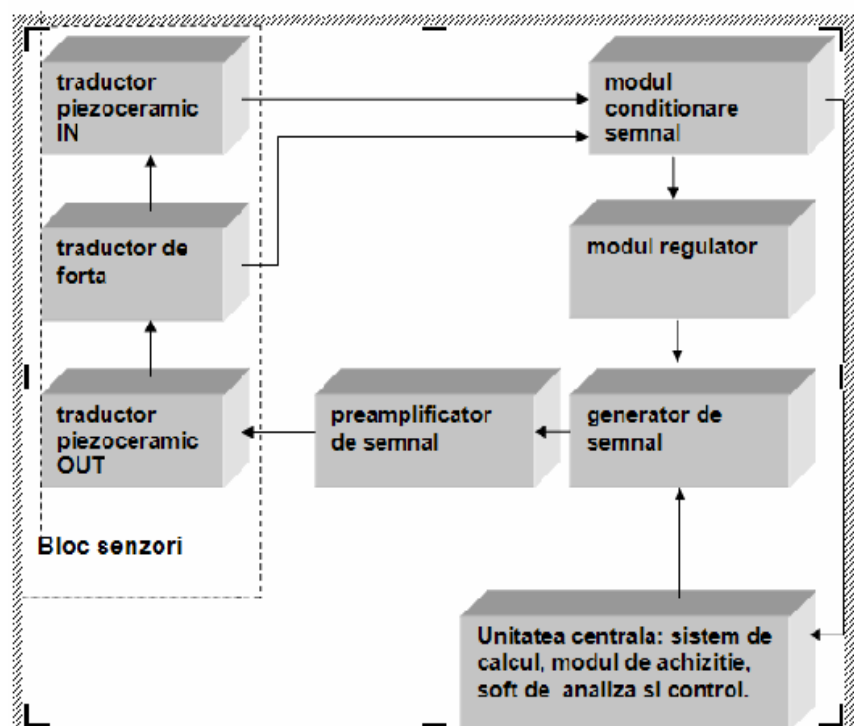 traductor
piezoceramic
IN
modul
conditionare
semnal
traductor de
forta
modul regulator
traductor
piezoceramic
OUT
preamplificator
de semnal
generator de
semnal
Bloc senzori
Unitatea centrala: sistem de
calcul, modul de achizitie,
soft de analiza si control.